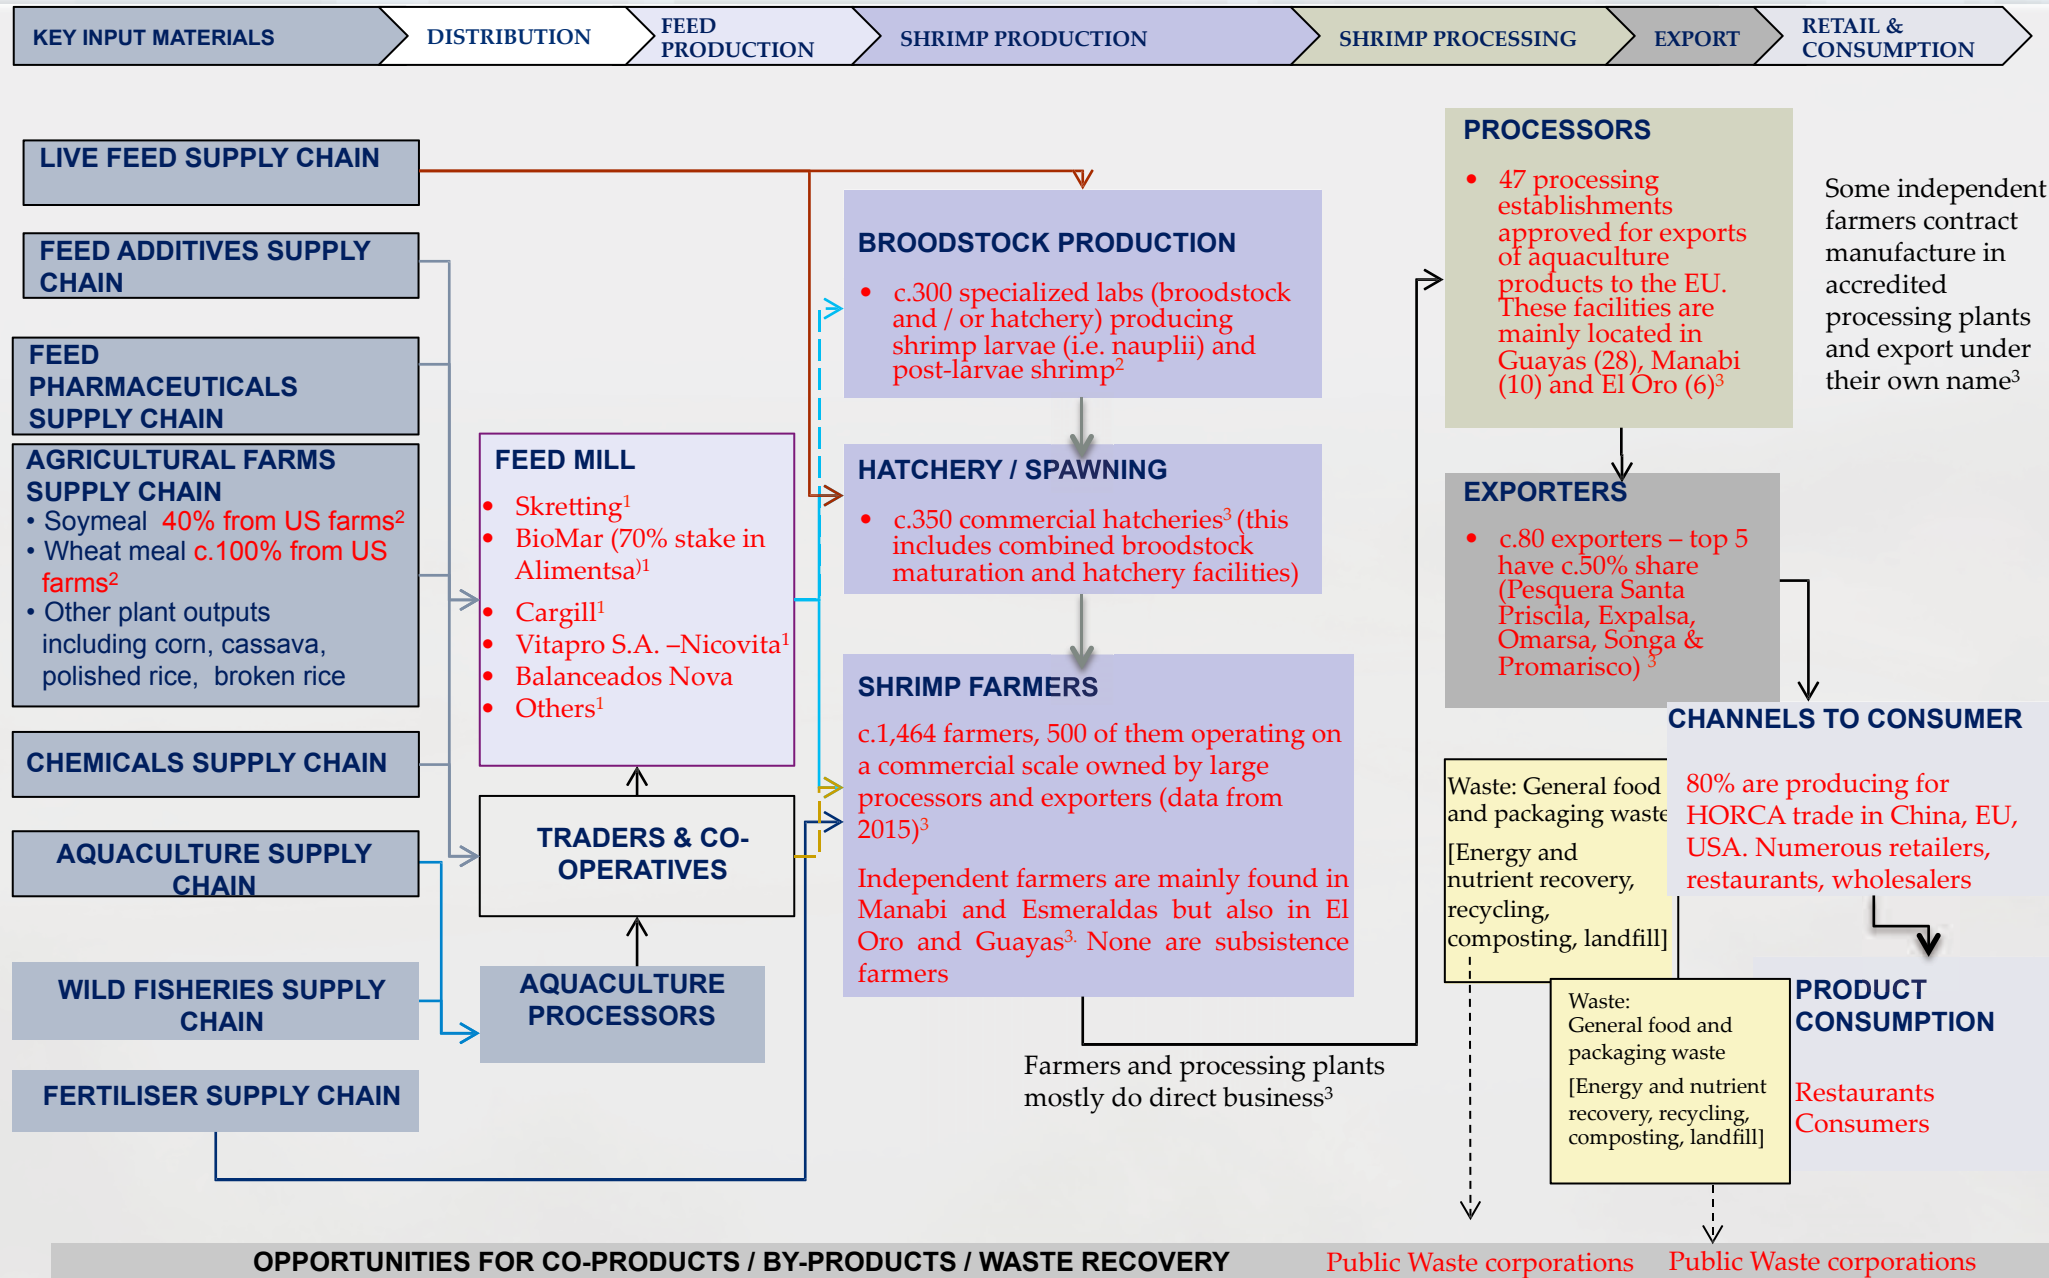 KEY INPUT MATERIALS
DISTRIBUTION
FEED
PRODUCTION
SHRIMP PRODUCTION
SHRIMP PROCESSING
EXPORT
RETAIL &
CONSUMPTION
LIVE FEED SUPPLY CHAIN
FEED ADDITIVES SUPPLY
CHAIN
FEED
PHARMACEUTICALS
SUPPLY CHAIN
AGRICULTURAL FARMS
SUPPLY CHAIN
• Soymeal 40% from US farms²
• Wheat meal c.100% from US
farms²
• Other plant outputs
including corn, cassava,
polished rice, broken rice
CHEMICALS SUPPLY CHAIN
AQUACULTURE SUPPLY
CHAIN
WILD FISHERIES SUPPLY
CHAIN
FERTILISER SUPPLY CHAIN
FEED MILL
• Skretting¹
• BioMar (70% stake in
Alimentsa)¹
• Cargill¹
• Vitapro S.A. –Nicovita¹
• Balanceados Nova
• Others¹
TRADERS & CO-
OPERATIVES
AQUACULTURE
PROCESSORS
BROODSTOCK PRODUCTION
• c.300 specialized labs (broodstock
and / or hatchery) producing
shrimp larvae (i.e. nauplii) and
post-larvae shrimp²
HATCHERY / SPAWNING
• c.350 commercial hatcheries³ (this
includes combined broodstock
maturation and hatchery facilities)
SHRIMP FARMERS
c.1,464 farmers, 500 of them operating on
a commercial scale owned by large
processors and exporters (data from
2015)³
Independent farmers are mainly found in
Manabi and Esmeraldas but also in El
Oro and Guayas³. None are subsistence
farmers
Farmers and processing plants
mostly do direct business³
PROCESSORS
• 47 processing
establishments
approved for exports
of aquaculture
products to the EU.
These facilities are
mainly located in
Guayas (28), Manabi
(10) and El Oro (6)³
Some independent
farmers contract
manufacture in
accredited
processing plants
and export under
their own name³
EXPORTERS
• c.80 exporters – top 5
have c.50% share
(Pesquera Santa
Priscila, Expalsa,
Omarsa, Songa &
Promarisco) ³
CHANNELS TO CONSUMER
80% are producing for
HORCA trade in China, EU,
USA. Numerous retailers,
restaurants, wholesalers
Waste: General food
and packaging waste
[Energy and
nutrient recovery,
recycling,
composting, landfill]
Waste:
General food and
packaging waste
[Energy and nutrient
recovery, recycling,
composting, landfill]
PRODUCT
CONSUMPTION
Restaurants
Consumers
OPPORTUNITIES FOR CO-PRODUCTS / BY-PRODUCTS / WASTE RECOVERY
Public Waste corporations
Public Waste corporations